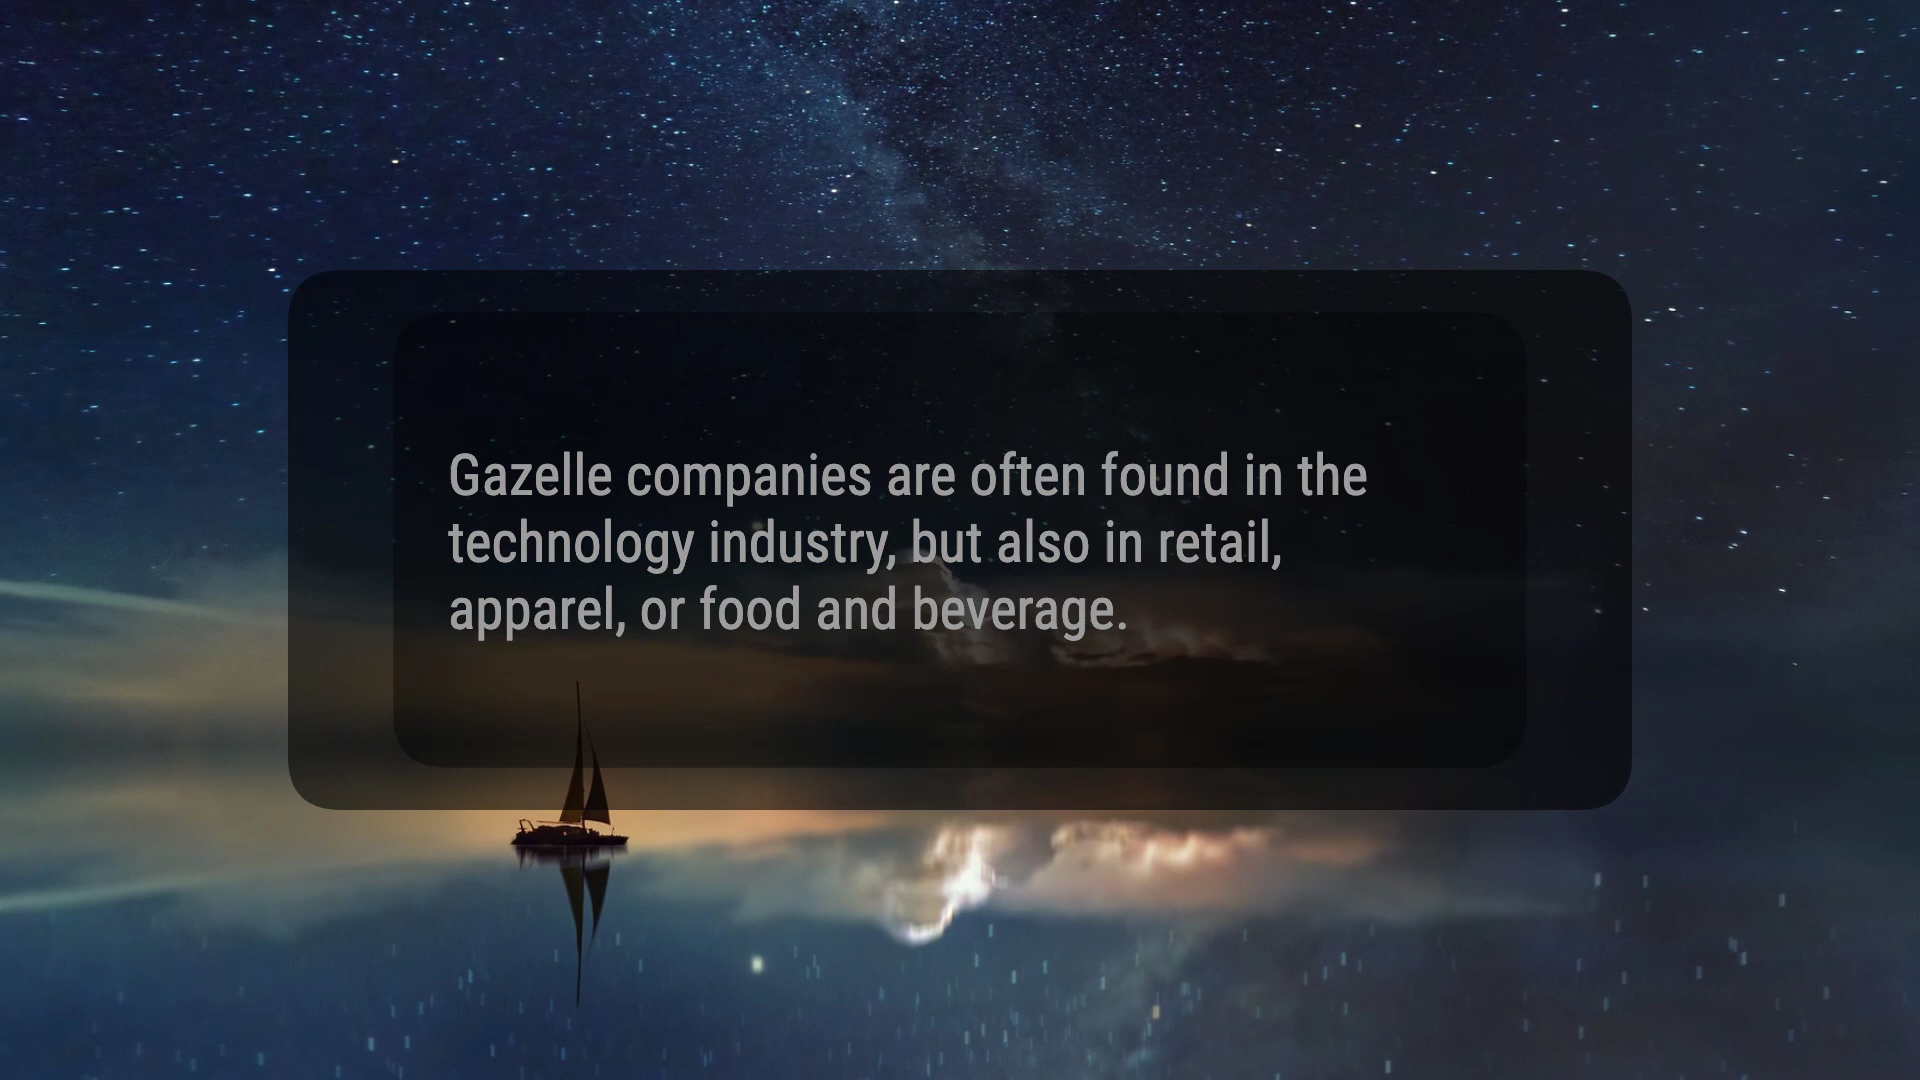 Gazelle companies are often found in the
technology industry, but also in retail,
apparel, or food and beverage.